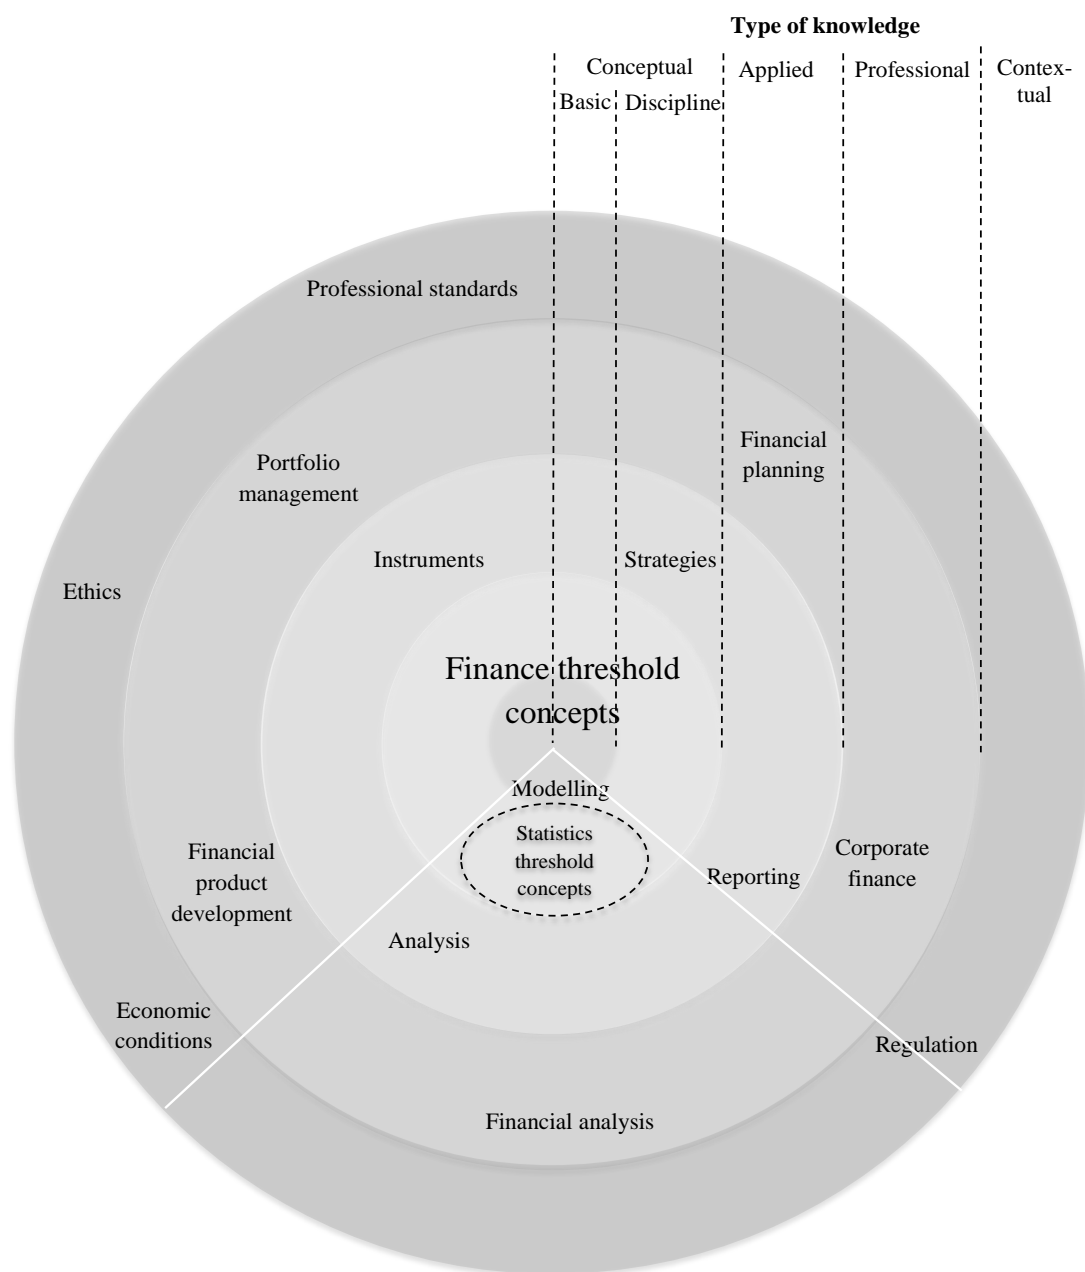 Type of knowledge
Conceptual
Applied
Professional
Contex-
tual
Basic
Discipline
Professional standards
Financial
planning
Portfolio
management
Instruments
Strategies
Ethics
Finance threshold
concepts
Modelling
Statistics
threshold
concepts
Financial
product
development
Reporting
Corporate
finance
Analysis
Economic
conditions
Regulation
Financial analysis